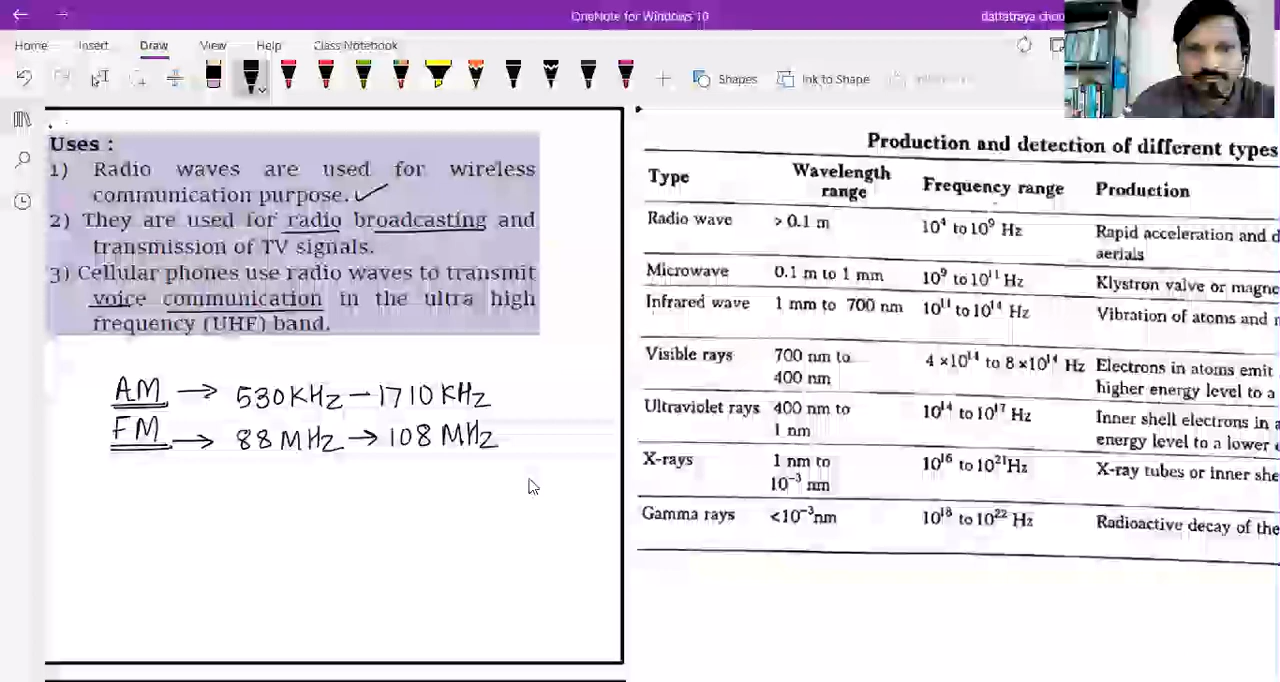 OneNote for Windows 10
dattatraya chou
Home Insert Draw View Help Class Notebook
Shapes Ink to Shape
Uses :
1) Radio waves are used for wireless
communication purpose.
2) They are used for radio broadcasting and
transmission of TV signals.
3) Cellular phones use radio waves to transmit
voice communication in the ultra high
frequency (UHF) band.
AM → 530KHz – 1710KHz
FM → 88MHz → 108MHz
Production and detection of different types
Type Wavelength range Frequency range Production
Radio wave > 0.1 m 10⁴ to 10⁹ Hz Rapid acceleration and d
aerials
Microwave 0.1 m to 1 mm 10⁹ to 10¹¹ Hz Klystron valve or magne
Infrared wave 1 mm to 700 nm 10¹¹ to 10¹⁴ Hz Vibration of atoms and
Visible rays 700 nm to 4 ×10¹⁴ to 8 ×10¹⁴ Hz Electrons in atoms emit
400 nm higher energy level to a
Ultraviolet rays 400 nm to 10¹⁴ to 10¹⁷ Hz Inner shell electrons in a
1 nm energy level to a lower
X-rays 1 nm to 10¹⁶ to 10²¹Hz X-ray tubes or inner she
10⁻³ nm
Gamma rays <10⁻³nm 10¹⁸ to 10²² Hz Radioactive decay of the